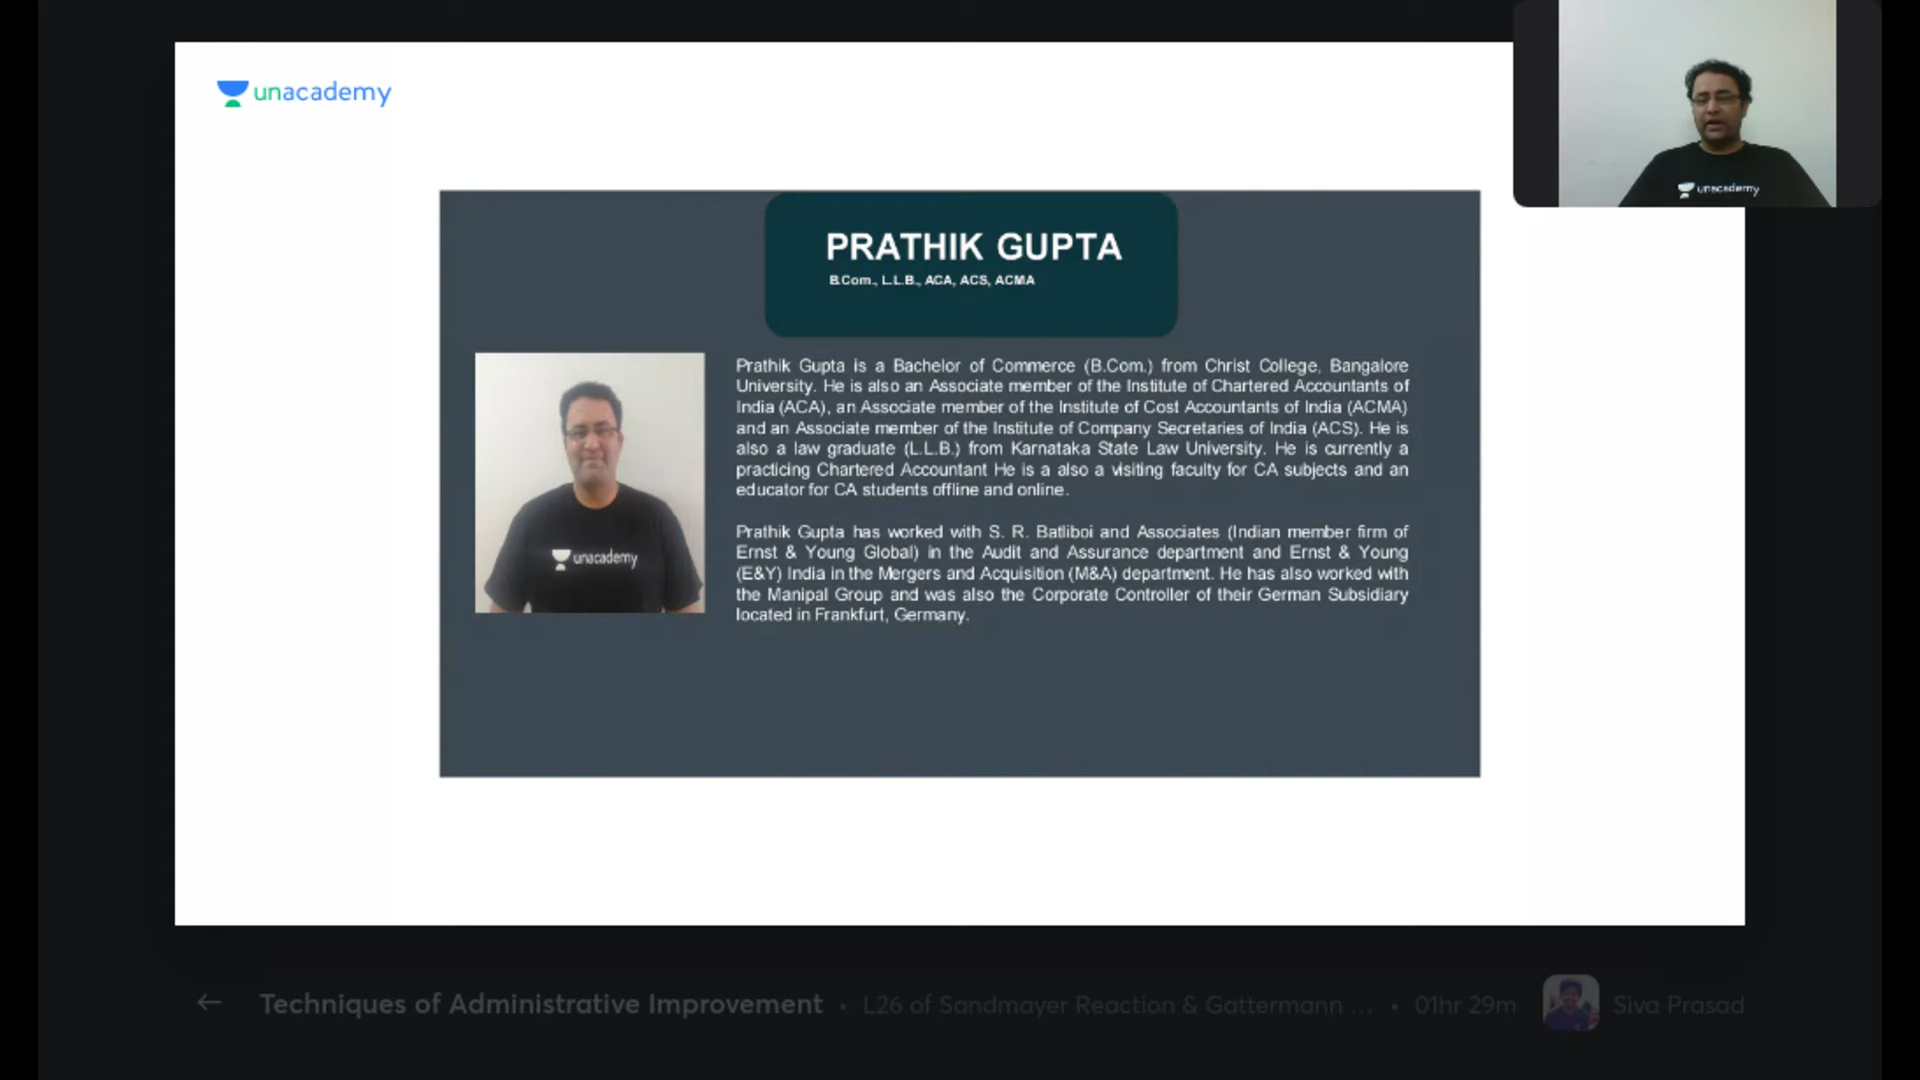 unacademy
unacademy
PRATHIK GUPTA
B.Com., L.L.B., ACA, ACS, ACMA
Prathik Gupta is a Bachelor of Commerce (B.Com.) from Christ College, Bangalore
University. He is also an Associate member of the Institute of Chartered Accountants of
India (ACA), an Associate member of the Institute of Cost Accountants of India (ACMA)
and an Associate member of the Institute of Company Secretaries of India (ACS). He is
also a law graduate (L.L.B.) from Karnataka State Law University. He is currently a
practicing Chartered Accountant He is a also a visiting faculty for CA subjects and an
educator for CA students offline and online.
unacademy
Prathik Gupta has worked with S. R. Batliboi and Associates (Indian member firm of
Ernst & Young Global) in the Audit and Assurance department and Ernst & Young
(E&Y) India in the Mergers and Acquisition (M&A) department. He has also worked with
the Manipal Group and was also the Corporate Controller of their German Subsidiary
located in Frankfurt, Germany.
Techniques of Administrative Improvement • L26 of Sandmayer Reaction & Gattermann ... • 01hr 29m Siva Prasad